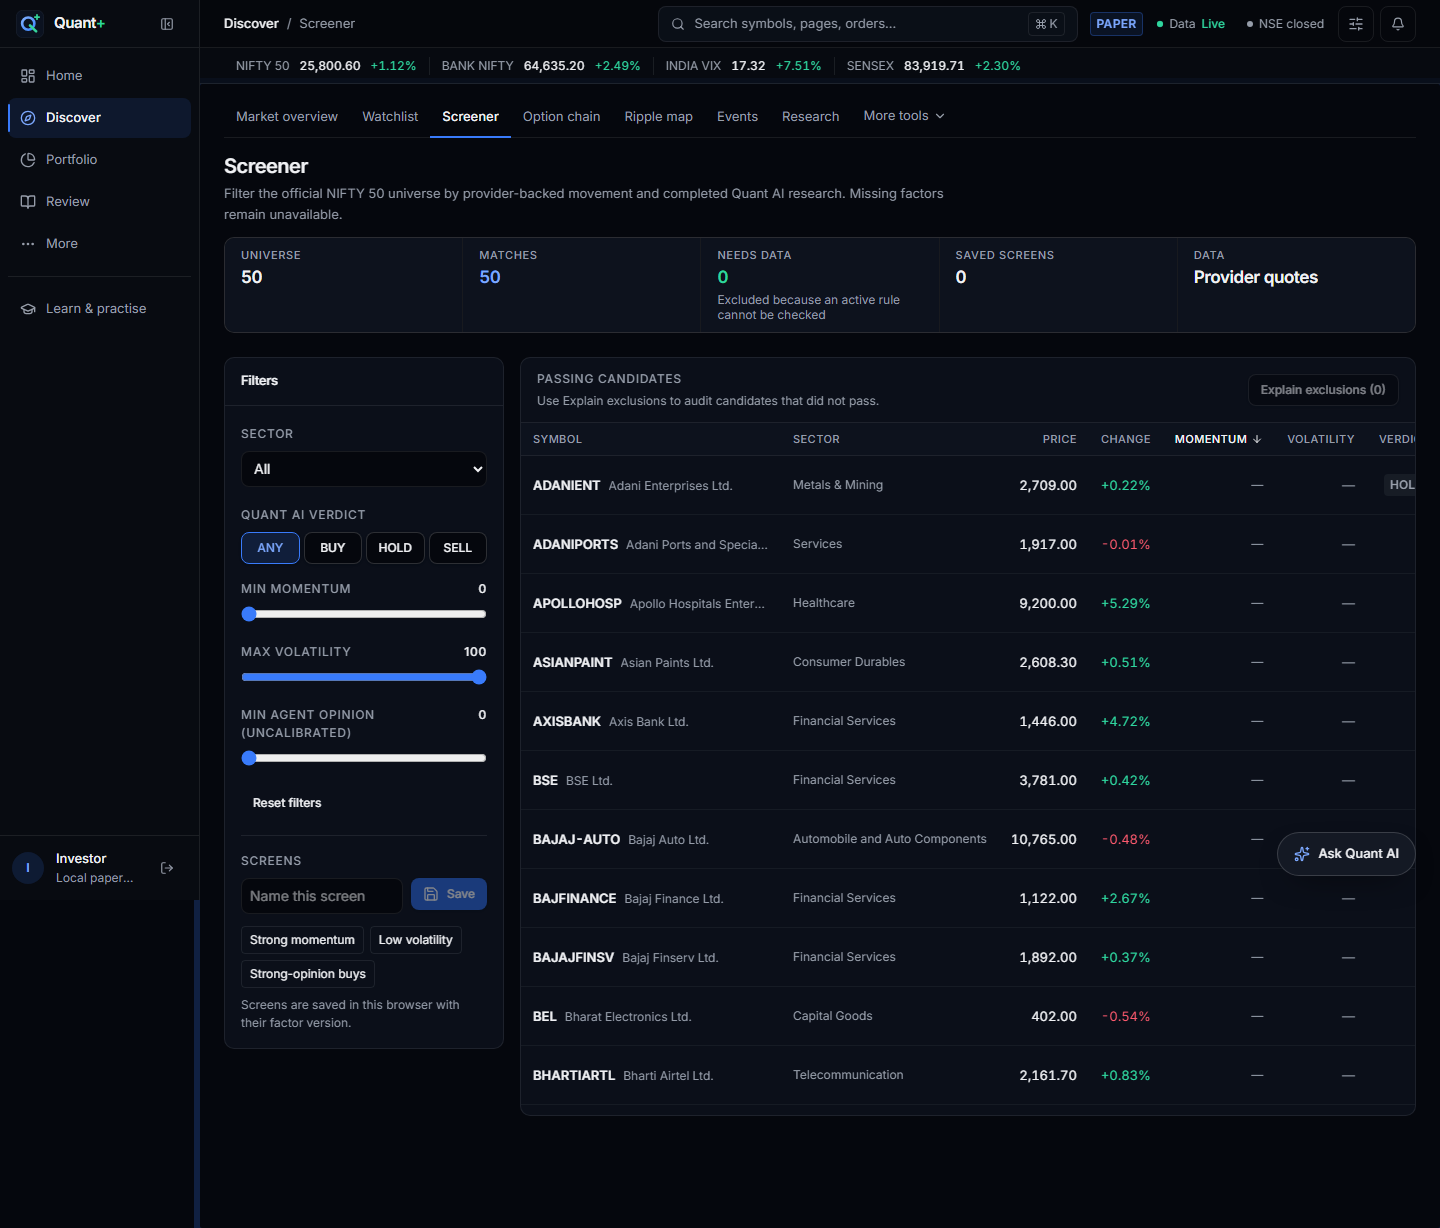 Quant+
Discover / Screener
Search symbols, pages, orders...
⌘ K
PAPER
Data Live
NSE closed
NIFTY 50 25,800.60 +1.12%
BANK NIFTY 64,635.20 +2.49%
INDIA VIX 17.32 +7.51%
SENSEX 83,919.71 +2.30%
Home
Discover
Portfolio
Review
More
Learn & practise
Investor
Local paper...
I
Market overview
Watchlist
Screener
Option chain
Ripple map
Events
Research
More tools
Screener
Filter the official NIFTY 50 universe by provider-backed movement and completed Quant AI research. Missing factors
remain unavailable.
UNIVERSE
50
MATCHES
50
NEEDS DATA
0
Excluded because an active rule
cannot be checked
SAVED SCREENS
0
DATA
Provider quotes
Filters
SECTOR
All
QUANT AI VERDICT
ANY BUY HOLD SELL
MIN MOMENTUM 0
MAX VOLATILITY 100
MIN AGENT OPINION 0
(UNCALIBRATED)
Reset filters
SCREENS
Name this screen
Save
Strong momentum
Low volatility
Strong-opinion buys
Screens are saved in this browser with
their factor version.
PASSING CANDIDATES
Use Explain exclusions to audit candidates that did not pass.
Explain exclusions (0)
SYMBOL SECTOR PRICE CHANGE MOMENTUM ↓ VOLATILITY VERDI
ADANIENT Adani Enterprises Ltd. Metals & Mining 2,709.00 +0.22% — — HOL
ADANIPORTS Adani Ports and Specia... Services 1,917.00 -0.01% — —
APOLLOHOSP Apollo Hospitals Enter... Healthcare 9,200.00 +5.29% — —
ASIANPAINT Asian Paints Ltd. Consumer Durables 2,608.30 +0.51% — —
AXISBANK Axis Bank Ltd. Financial Services 1,446.00 +4.72% — —
BSE BSE Ltd. Financial Services 3,781.00 +0.42% — —
BAJAJ-AUTO Bajaj Auto Ltd. Automobile and Auto Components 10,765.00 -0.48% —
Ask Quant AI
BAJFINANCE Bajaj Finance Ltd. Financial Services 1,122.00 +2.67% — —
BAJAJFINSV Bajaj Finserv Ltd. Financial Services 1,892.00 +0.37% — —
BEL Bharat Electronics Ltd. Capital Goods 402.00 -0.54% — —
BHARTIARTL Bharti Airtel Ltd. Telecommunication 2,161.70 +0.83% — —